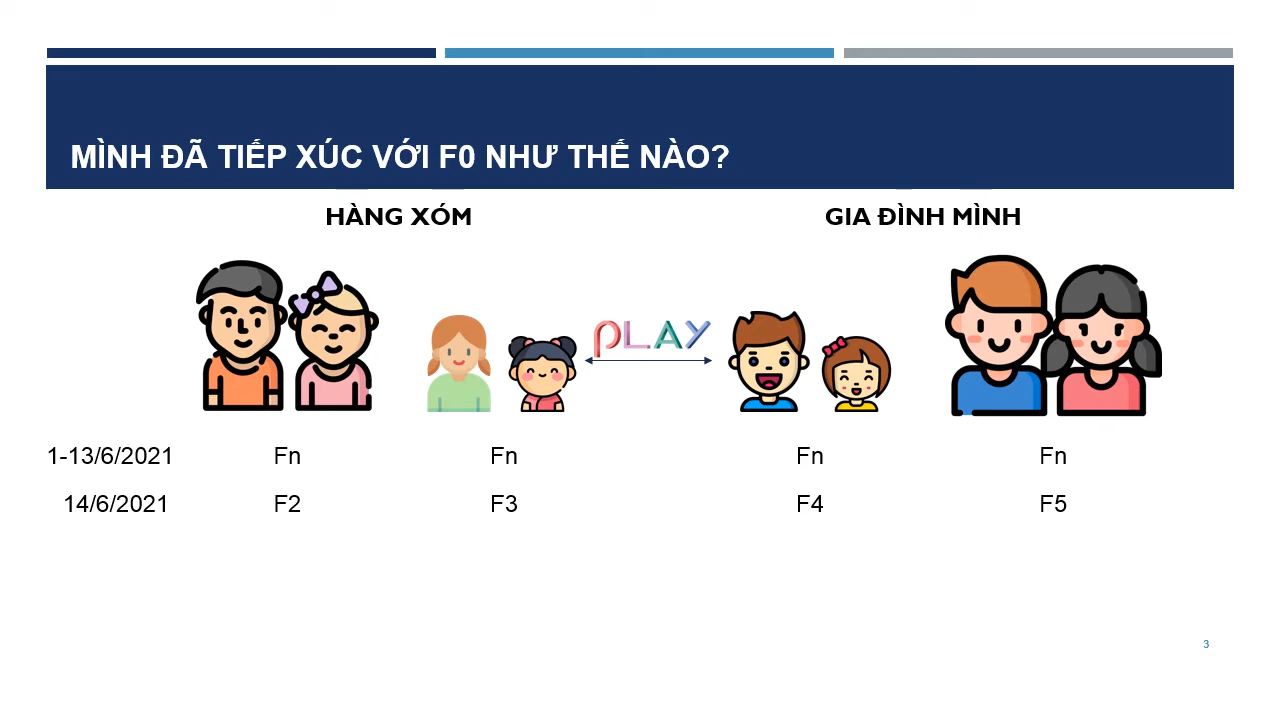 MÌNH ĐÃ TIẾP XÚC VỚI F0 NHƯ THẾ NÀO?
HÀNG XÓM GIA ĐÌNH MÌNH
PLAY
1-13/6/2021 Fn Fn Fn Fn
14/6/2021 F2 F3 F4 F5
3